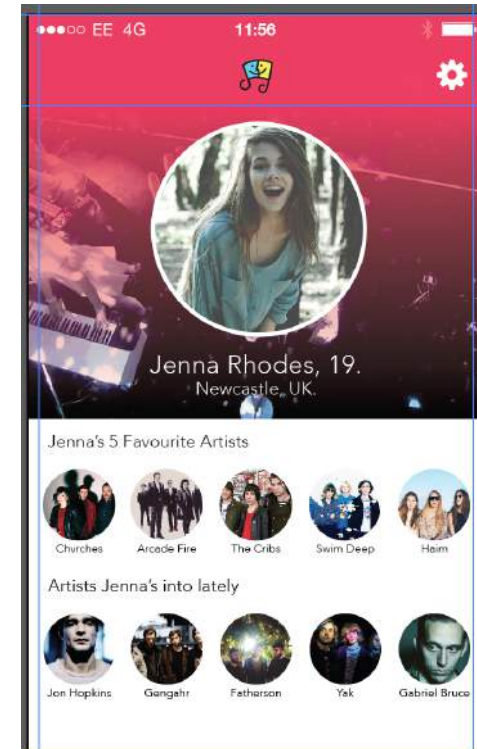 EE 4G 11:56
Jenna Rhodes, 19.
Newcastle, UK.
Jenna's 5 Favourite Artists
Churches Arcade Fire The Cribs Swim Deep Haim
Artists Jenna's into lately
Jon Hopkins Gengahr Fatherson Yak Gabriel Bruce